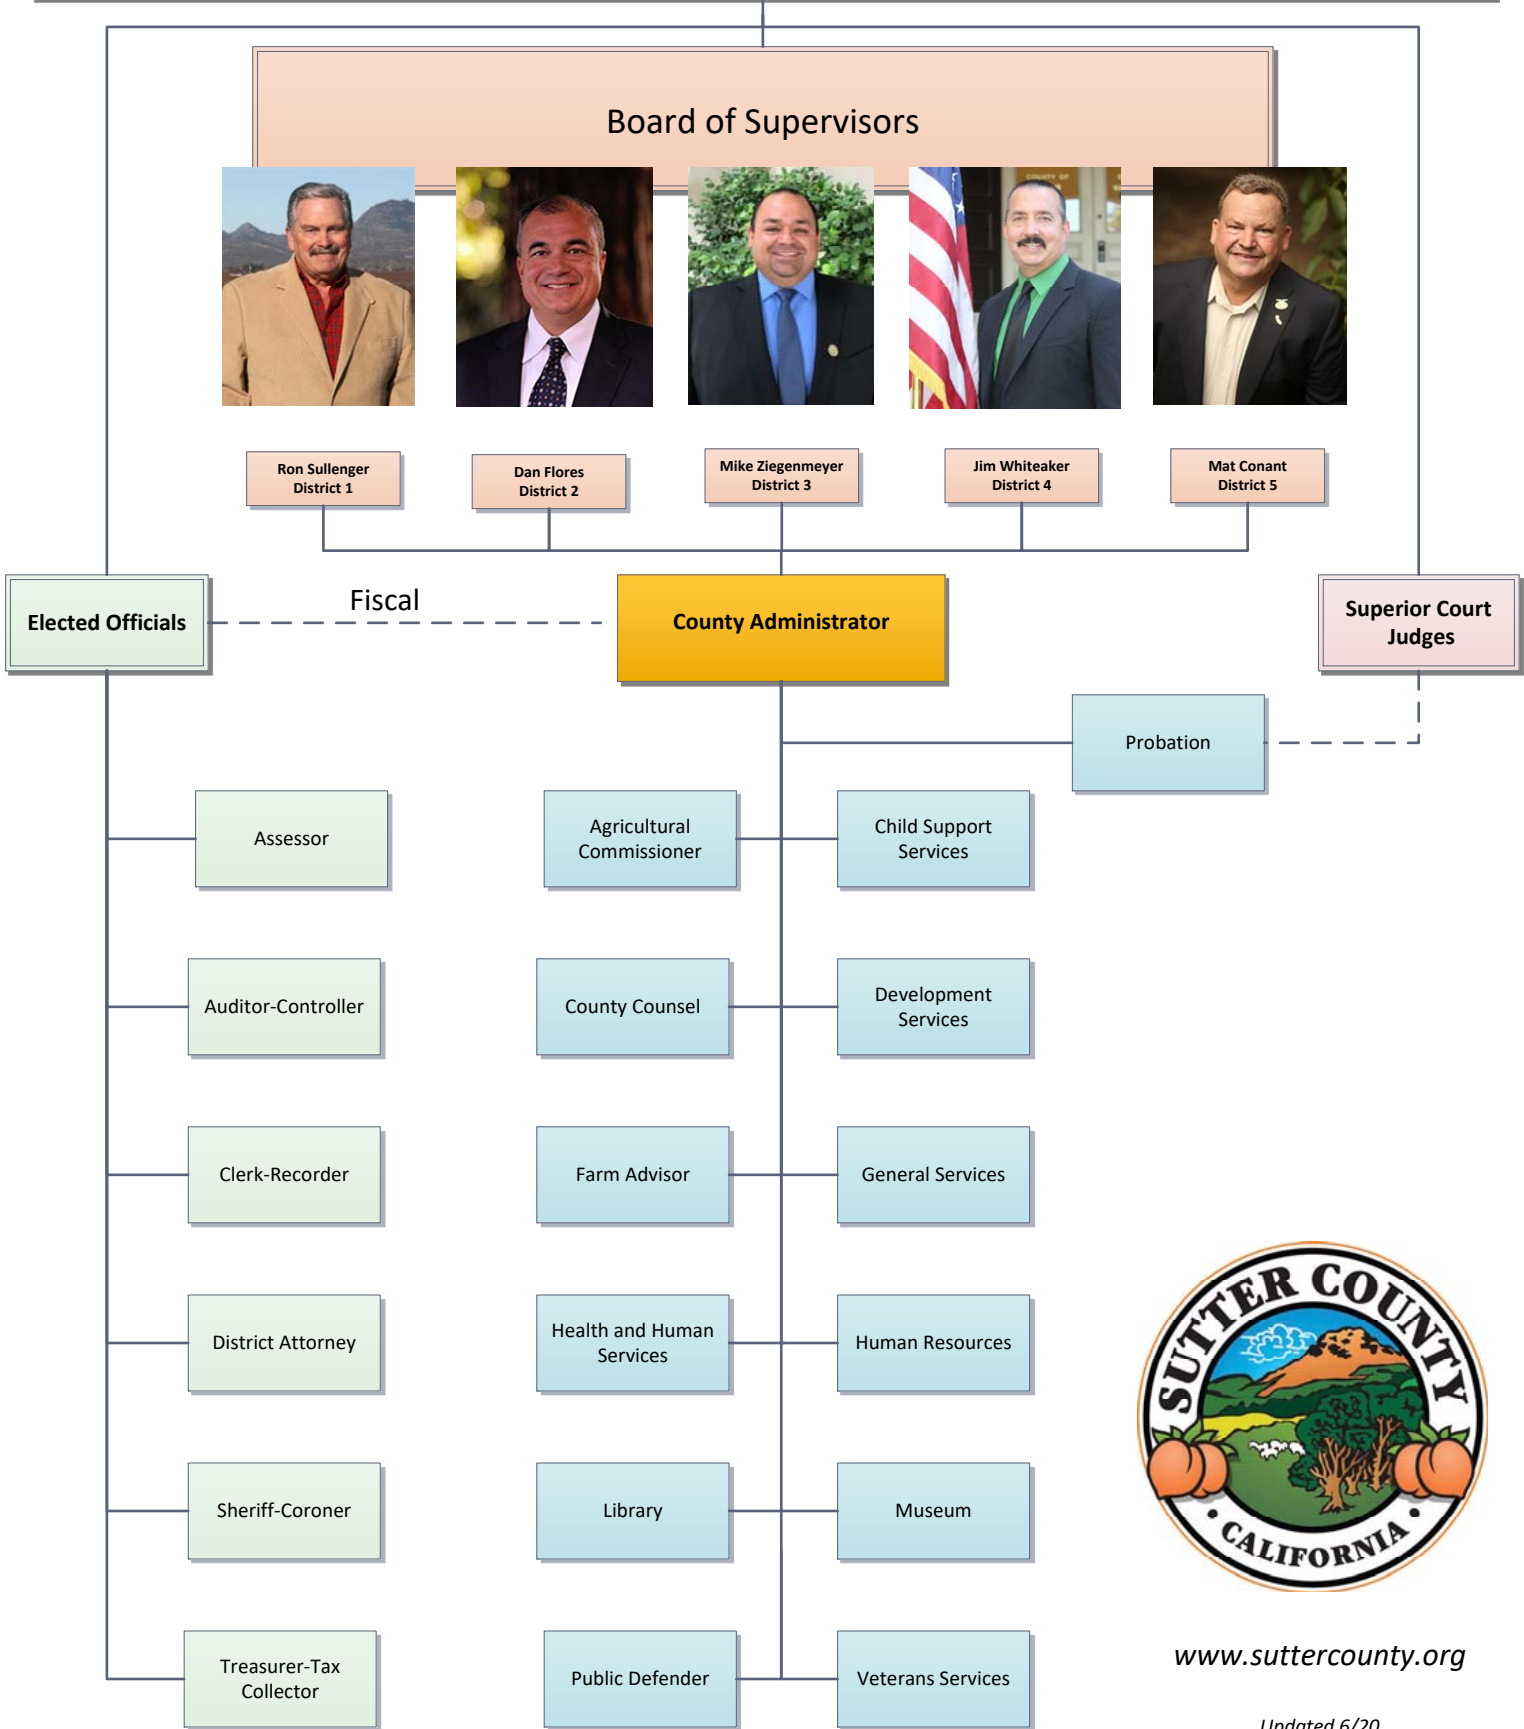 Board of Supervisors
Ron Sullenger
District 1
Dan Flores
District 2
Mike Ziegenmeyer
District 3
Jim Whiteaker
District 4
Mat Conant
District 5
Elected Officials
Fiscal
County Administrator
Superior Court
Judges
Probation
Assessor
Agricultural
Commissioner
Child Support
Services
Auditor-Controller
County Counsel
Development
Services
Clerk-Recorder
Farm Advisor
General Services
District Attorney
Health and Human
Services
Human Resources
Sheriff-Coroner
Library
Museum
Treasurer-Tax
Collector
Public Defender
Veterans Services
SUTTER COUNTY
• CALIFORNIA •
www.suttercounty.org
Updated 6/20